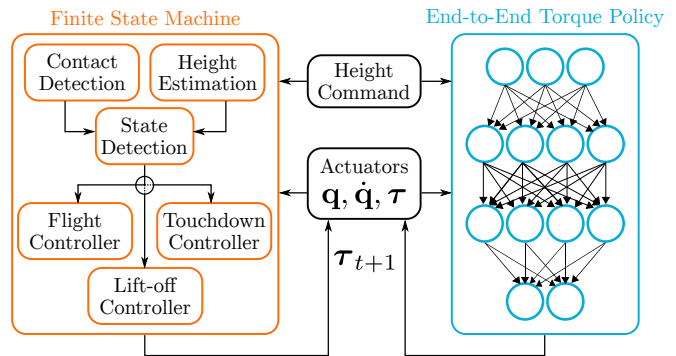 Finite State Machine
Contact
Detection
Height
Estimation
State
Detection
Flight
Controller
Touchdown
Controller
Lift-off
Controller
Height
Command
Actuators
q, q̇, τ
τₜ₊₁
End-to-End Torque Policy